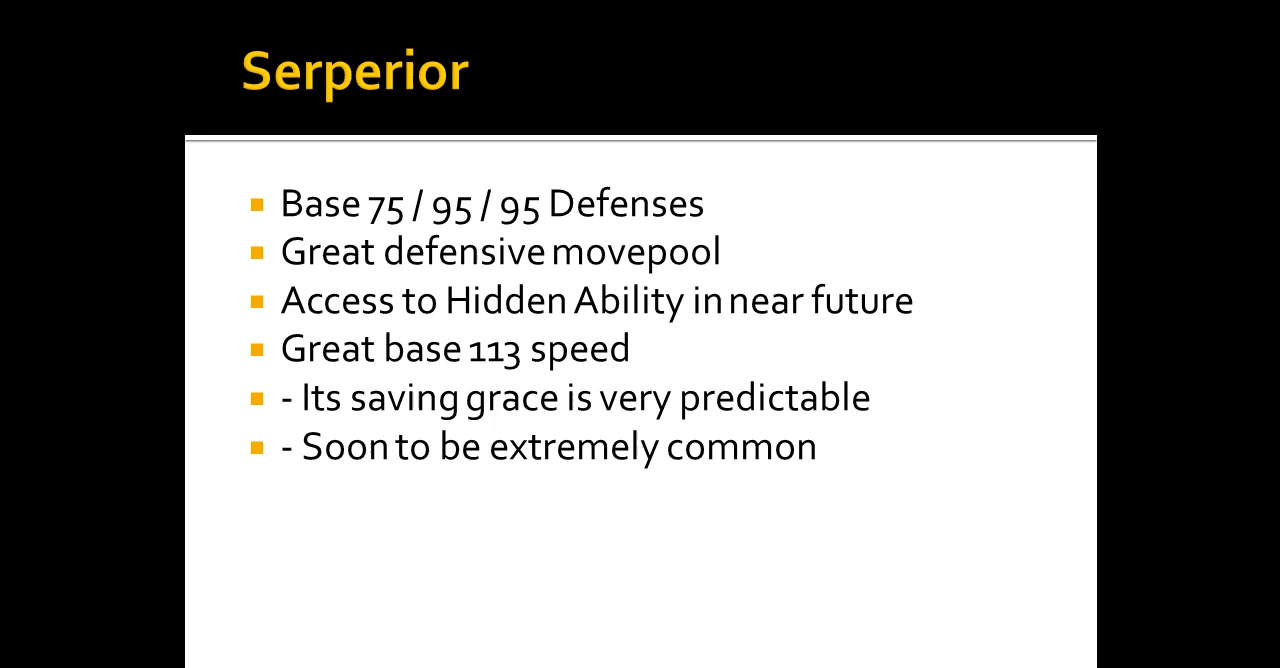 Serperior
Base 75 / 95 / 95 Defenses
Great defensive movepool
Access to Hidden Ability in near future
Great base 113 speed
- Its saving grace is very predictable
- Soon to be extremely common